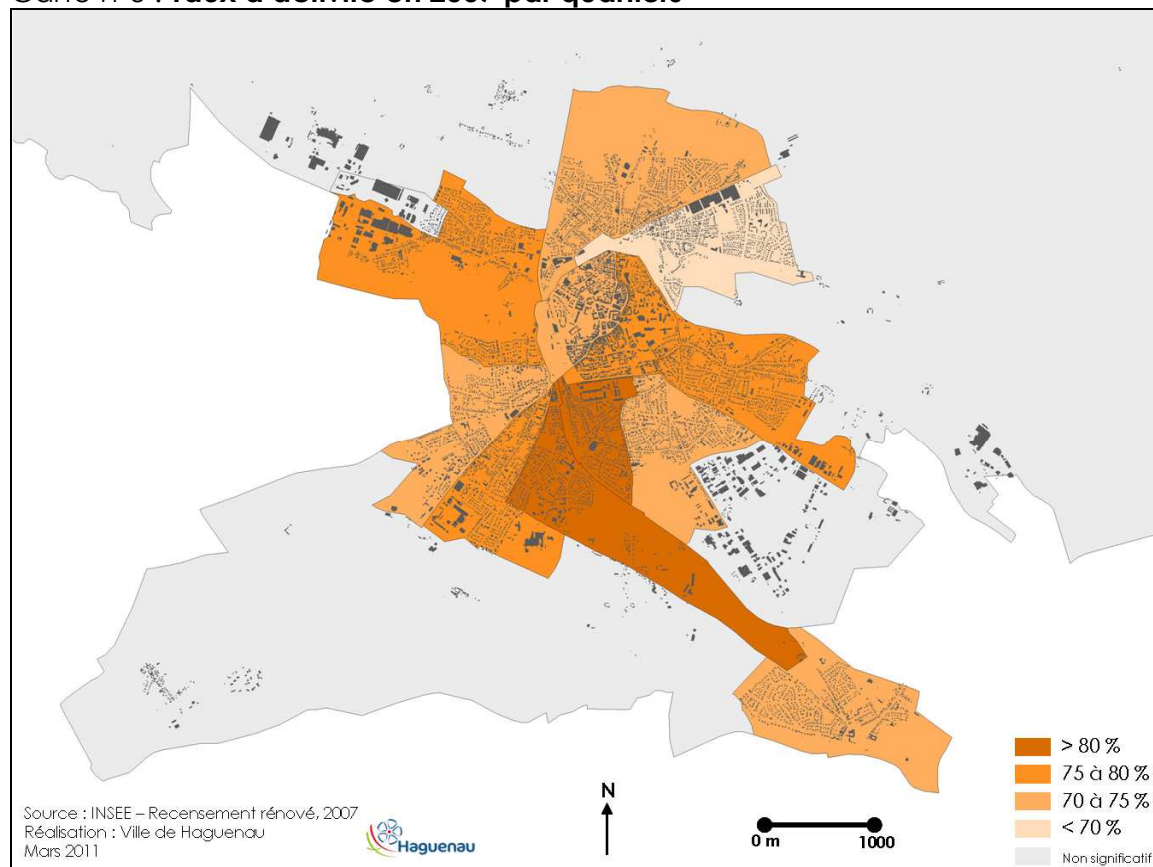 > 80 %
75 à 80 %
70 à 75 %
< 70 %
Non significatif
N
0 m 1000
Source : INSEE – Recensement rénové, 2007
Réalisation : Ville de Haguenau
Mars 2011
Haguenau